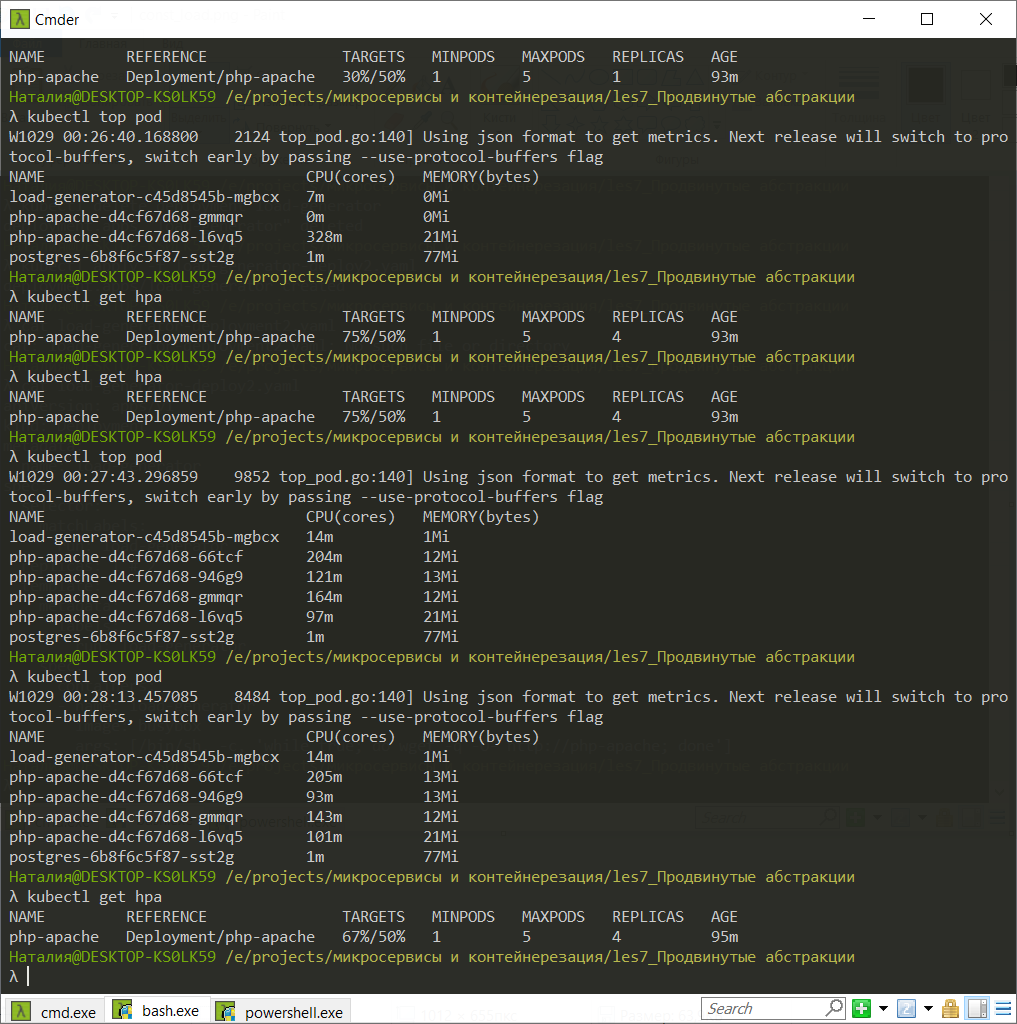 Cmder
NAME         REFERENCE               TARGETS   MINPODS   MAXPODS   REPLICAS   AGE
php-apache   Deployment/php-apache   30%/50%   1         5         1          93m
Наталия@DESKTOP-KS0LK59 /e/projects/микросервисы и контейнерезация/les7_Продвинутые абстракции
λ kubectl top pod
W1029 00:26:40.168800    2124 top_pod.go:140] Using json format to get metrics. Next release will switch to pro
tocol-buffers, switch early by passing --use-protocol-buffers flag
NAME                             CPU(cores)   MEMORY(bytes)
load-generator-c45d8545b-mgbcx   7m           0Mi
php-apache-d4cf67d68-gmmqr       0m           0Mi
php-apache-d4cf67d68-l6vq5       328m         21Mi
postgres-6b8f6c5f87-sst2g        1m           77Mi
Наталия@DESKTOP-KS0LK59 /e/projects/микросервисы и контейнерезация/les7_Продвинутые абстракции
λ kubectl get hpa
NAME         REFERENCE               TARGETS   MINPODS   MAXPODS   REPLICAS   AGE
php-apache   Deployment/php-apache   75%/50%   1         5         4          93m
Наталия@DESKTOP-KS0LK59 /e/projects/микросервисы и контейнерезация/les7_Продвинутые абстракции
λ kubectl get hpa
NAME         REFERENCE               TARGETS   MINPODS   MAXPODS   REPLICAS   AGE
php-apache   Deployment/php-apache   75%/50%   1         5         4          93m
Наталия@DESKTOP-KS0LK59 /e/projects/микросервисы и контейнерезация/les7_Продвинутые абстракции
λ kubectl top pod
W1029 00:27:43.296859    9852 top_pod.go:140] Using json format to get metrics. Next release will switch to pro
tocol-buffers, switch early by passing --use-protocol-buffers flag
NAME                             CPU(cores)   MEMORY(bytes)
load-generator-c45d8545b-mgbcx   14m          1Mi
php-apache-d4cf67d68-66tcf       204m         12Mi
php-apache-d4cf67d68-946g9       121m         13Mi
php-apache-d4cf67d68-gmmqr       164m         12Mi
php-apache-d4cf67d68-l6vq5       97m          21Mi
postgres-6b8f6c5f87-sst2g        1m           77Mi
Наталия@DESKTOP-KS0LK59 /e/projects/микросервисы и контейнерезация/les7_Продвинутые абстракции
λ kubectl top pod
W1029 00:28:13.457085    8484 top_pod.go:140] Using json format to get metrics. Next release will switch to pro
tocol-buffers, switch early by passing --use-protocol-buffers flag
NAME                             CPU(cores)   MEMORY(bytes)
load-generator-c45d8545b-mgbcx   14m          1Mi
php-apache-d4cf67d68-66tcf       205m         13Mi
php-apache-d4cf67d68-946g9       93m          13Mi
php-apache-d4cf67d68-gmmqr       143m         12Mi
php-apache-d4cf67d68-l6vq5       101m         21Mi
postgres-6b8f6c5f87-sst2g        1m           77Mi
Наталия@DESKTOP-KS0LK59 /e/projects/микросервисы и контейнерезация/les7_Продвинутые абстракции
λ kubectl get hpa
NAME         REFERENCE               TARGETS   MINPODS   MAXPODS   REPLICAS   AGE
php-apache   Deployment/php-apache   67%/50%   1         5         4          95m
Наталия@DESKTOP-KS0LK59 /e/projects/микросервисы и контейнерезация/les7_Продвинутые абстракции
λ
cmd.exe bash.exe powershell.exe Search